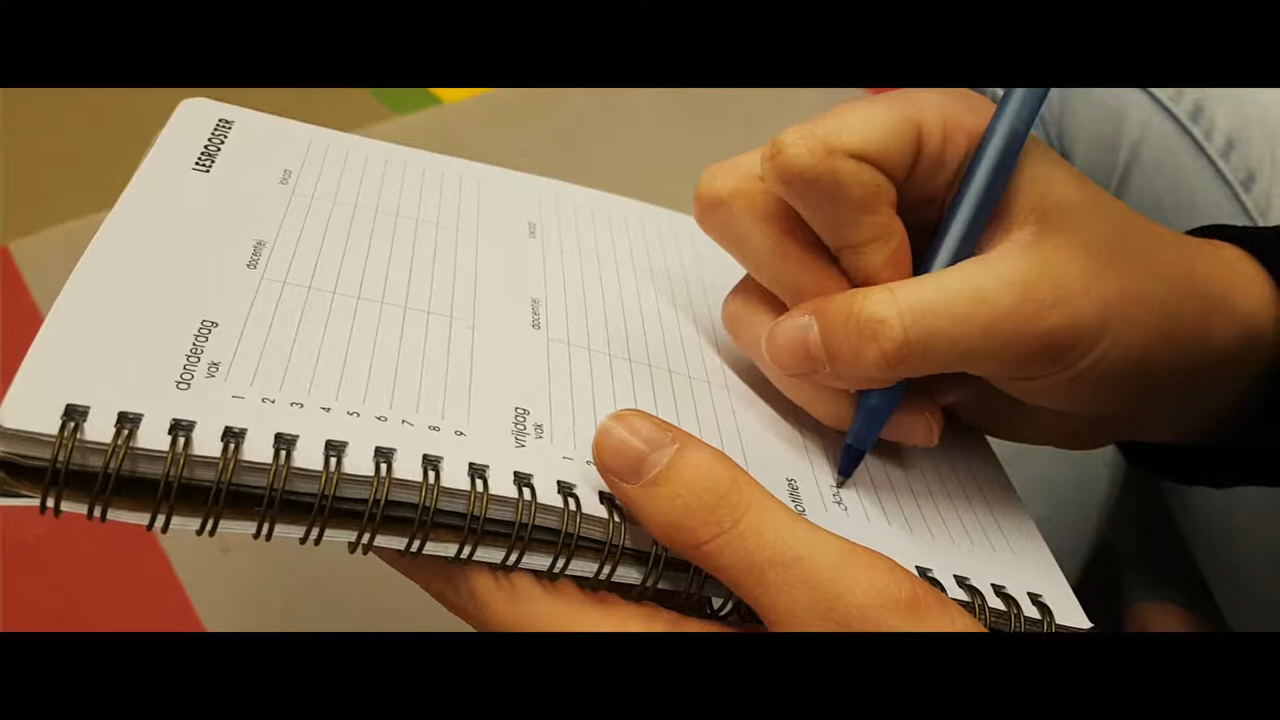 LESROOSTER
donderdag
vak docent(e) lokaal
1
2
3
4
5
6
7
8
9
vrijdag
vak docent(e) lokaal
1
2
notities
dag